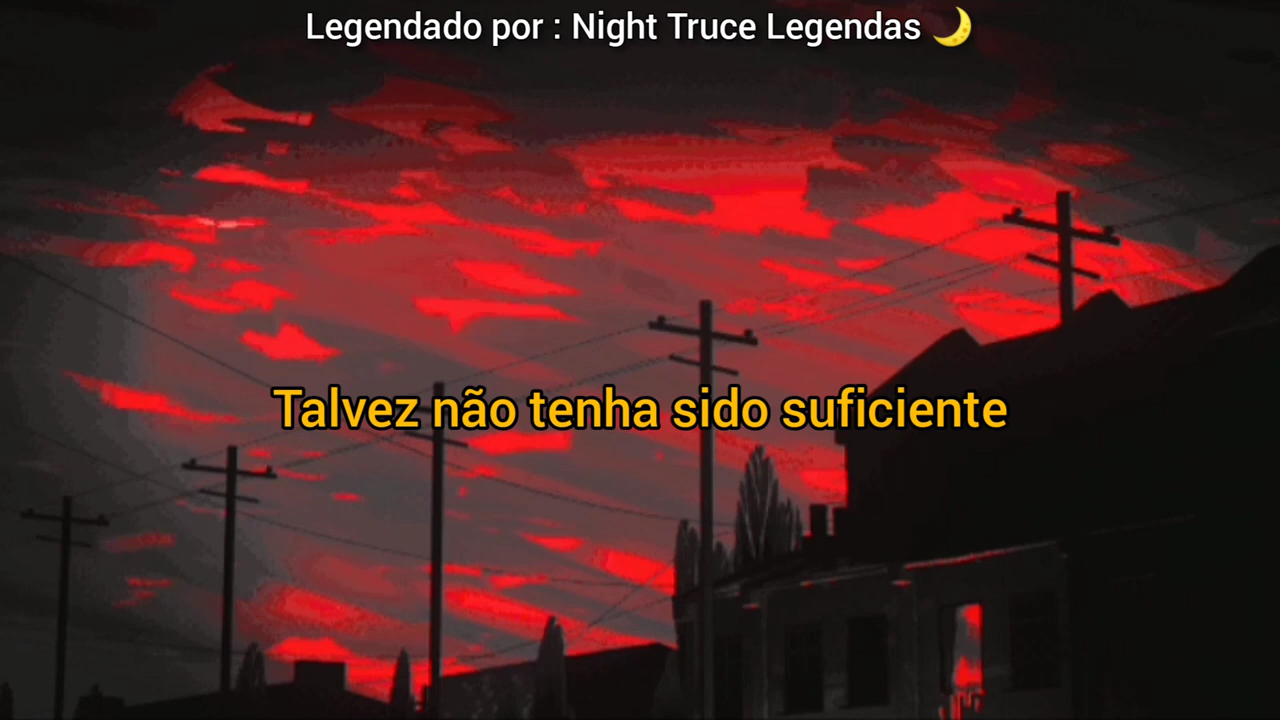 Legendado por : Night Truce Legendas 🌙
Talvez não tenha sido suficiente